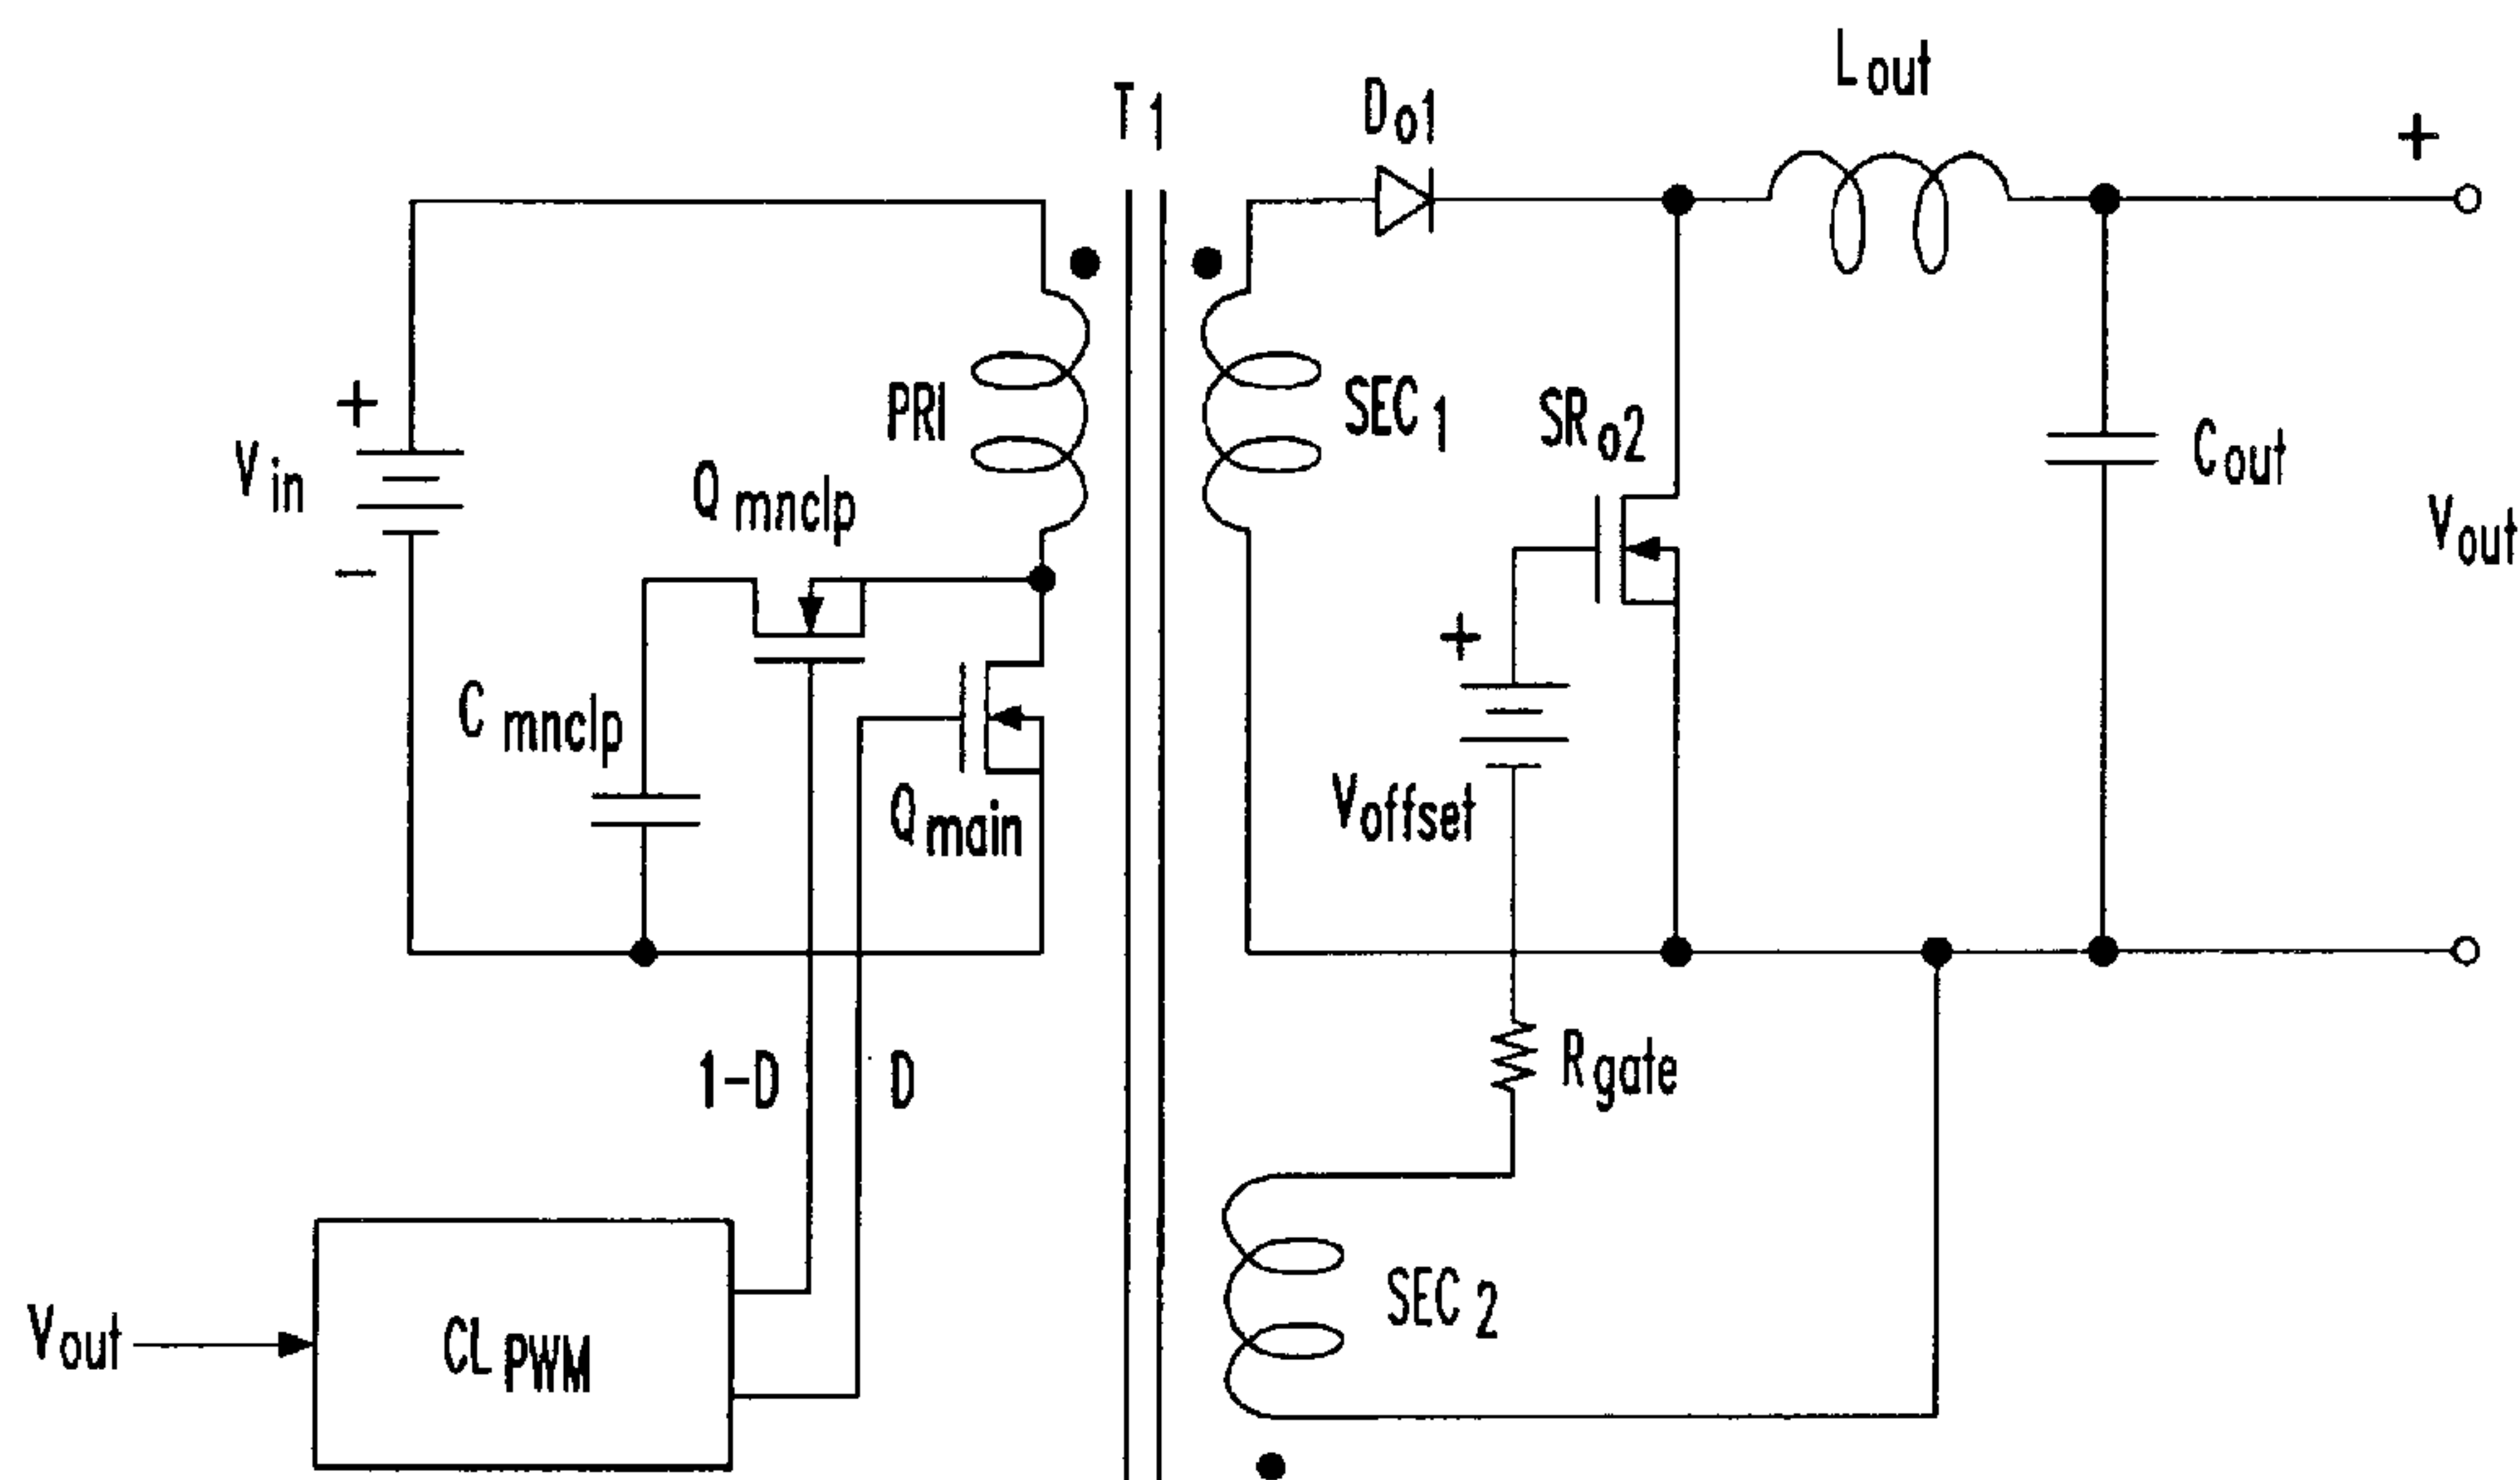 L out
D o1
T 1
+
PRI
SEC 1
SR o2
+
V in
−
Q mnclp
C out
V out
+
C mnclp
Q main
V offset
1-D
D
R gate
SEC 2
V out
CL PWM